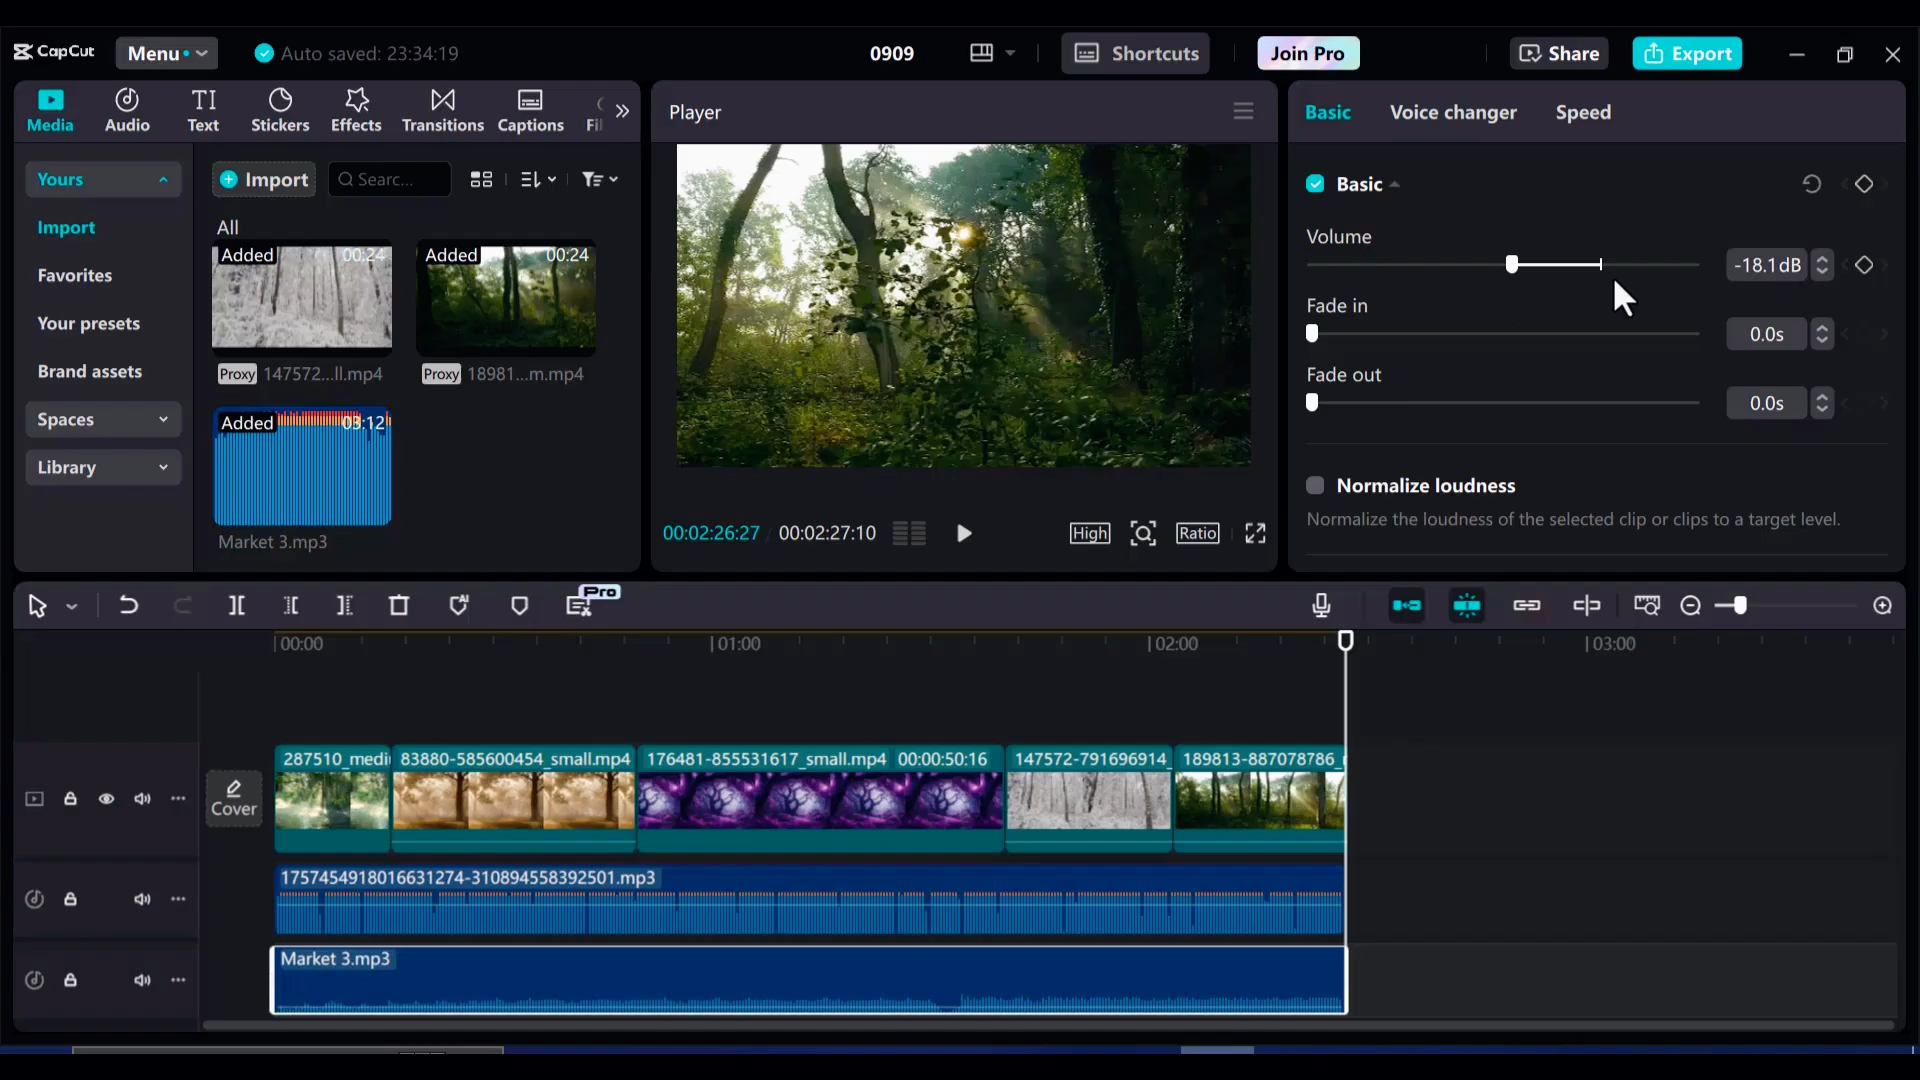 CapCut
Menu
Auto saved: 23:34:19
0909
Shortcuts
Join Pro
Share
Export
Media
Audio
TI
Text
Stickers
Effects
Transitions
Captions
Fil
Player
Basic
Voice changer
Speed
Yours
Import
Favorites
Your presets
Brand assets
Spaces
Library
Import
Searc...
All
Added
00:24
Proxy
147572...ll.mp4
Added
00:24
Proxy
18981...m.mp4
Added
03:12
Market 3.mp3
00:02:26:27
00:02:27:10
High
Ratio
Basic
Volume
-18.1dB
Fade in
0.0s
Fade out
0.0s
Normalize loudness
Normalize the loudness of the selected clip or clips to a target level.
Pro
00:00
01:00
02:00
03:00
Cover
287510_medi
83880-585600454_small.mp4
176481-855531617_small.mp4 00:00:50:16
147572-791696914_
189813-887078786_
1757454918016631274-310894558392501.mp3
Market 3.mp3